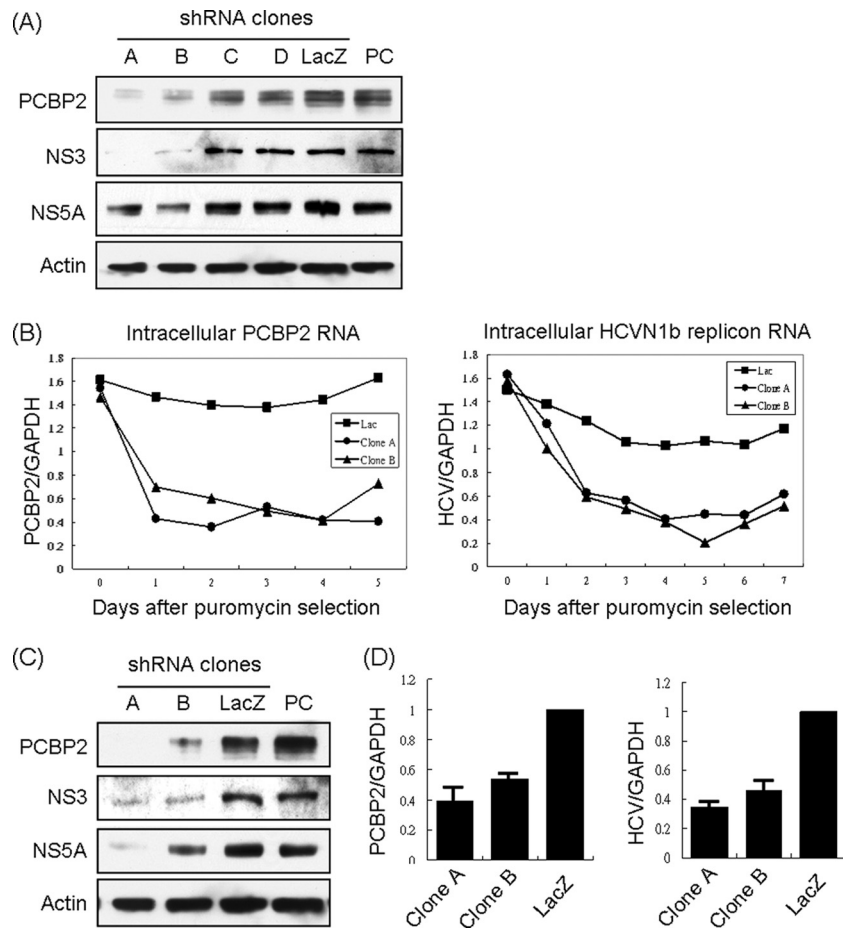 (A)
shRNA clones
A B C D LacZ PC
PCBP2
NS3
NS5A
Actin
(B)
Intracellular PCBP2 RNA
PCBP2/GAPDH
1.8
1.6
1.4
1.2
1
0.8
0.6
0.4
0.2
0
Lac
Clone A
Clone B
0 1 2 3 4 5
Days after puromycin selection
Intracellular HCVN1b replicon RNA
HCV/GAPDH
1.8
1.6
1.4
1.2
1
0.8
0.6
0.4
0.2
0
Lac
Clone A
Clone B
0 1 2 3 4 5 6 7
Days after puromycin selection
(C)
shRNA clones
A B LacZ PC
PCBP2
NS3
NS5A
Actin
(D)
PCBP2/GAPDH
1.2
1
0.8
0.6
0.4
0.2
0
Clone A
Clone B
LacZ
HCV/GAPDH
1.2
1
0.8
0.6
0.4
0.2
0
Clone A
Clone B
LacZ